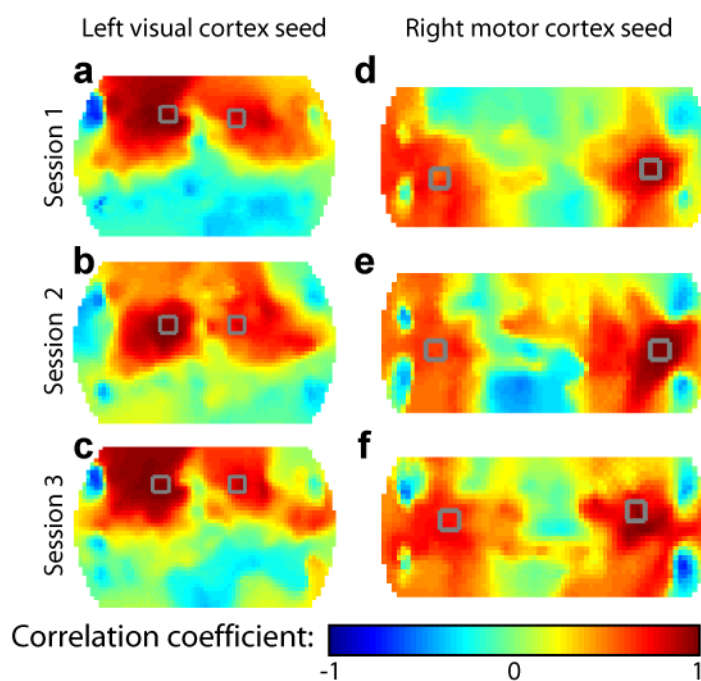 Left visual cortex seed
Right motor cortex seed
a
d
Session 1
b
e
Session 2
c
f
Session 3
Correlation coefficient:
-1 0 1